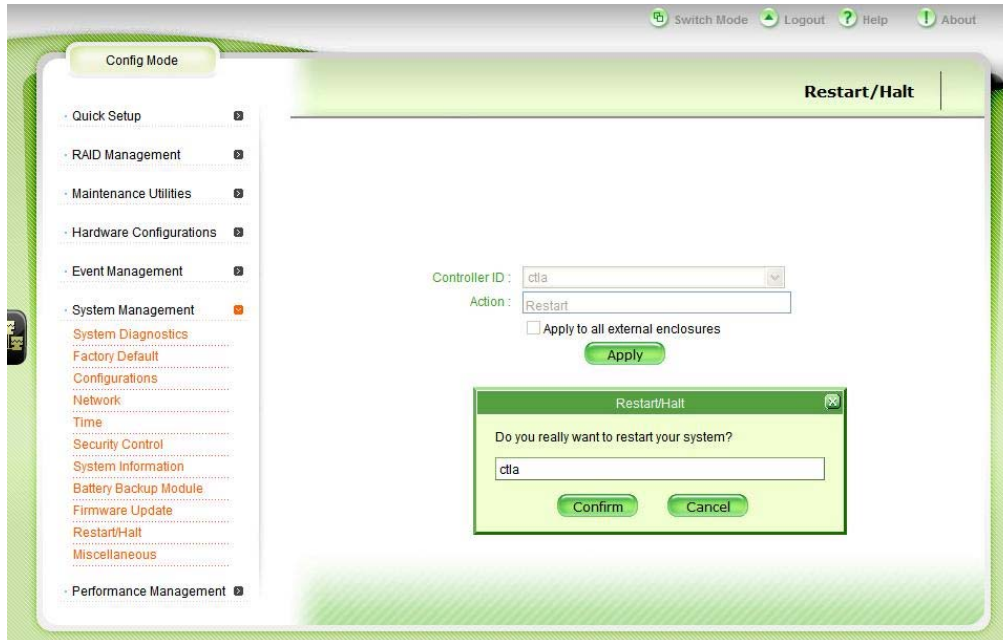 Switch Mode Logout ? Help ! About
Config Mode
Restart/Halt
Quick Setup
RAID Management
Maintenance Utilities
Hardware Configurations
Event Management
System Management
System Diagnostics
Factory Default
Configurations
Network
Time
Security Control
System Information
Battery Backup Module
Firmware Update
Restart/Halt
Miscellaneous
Performance Management
Controller ID : ctla
Action : Restart
Apply to all external enclosures
Apply
Restart/Halt
Do you really want to restart your system?
ctla
Confirm Cancel